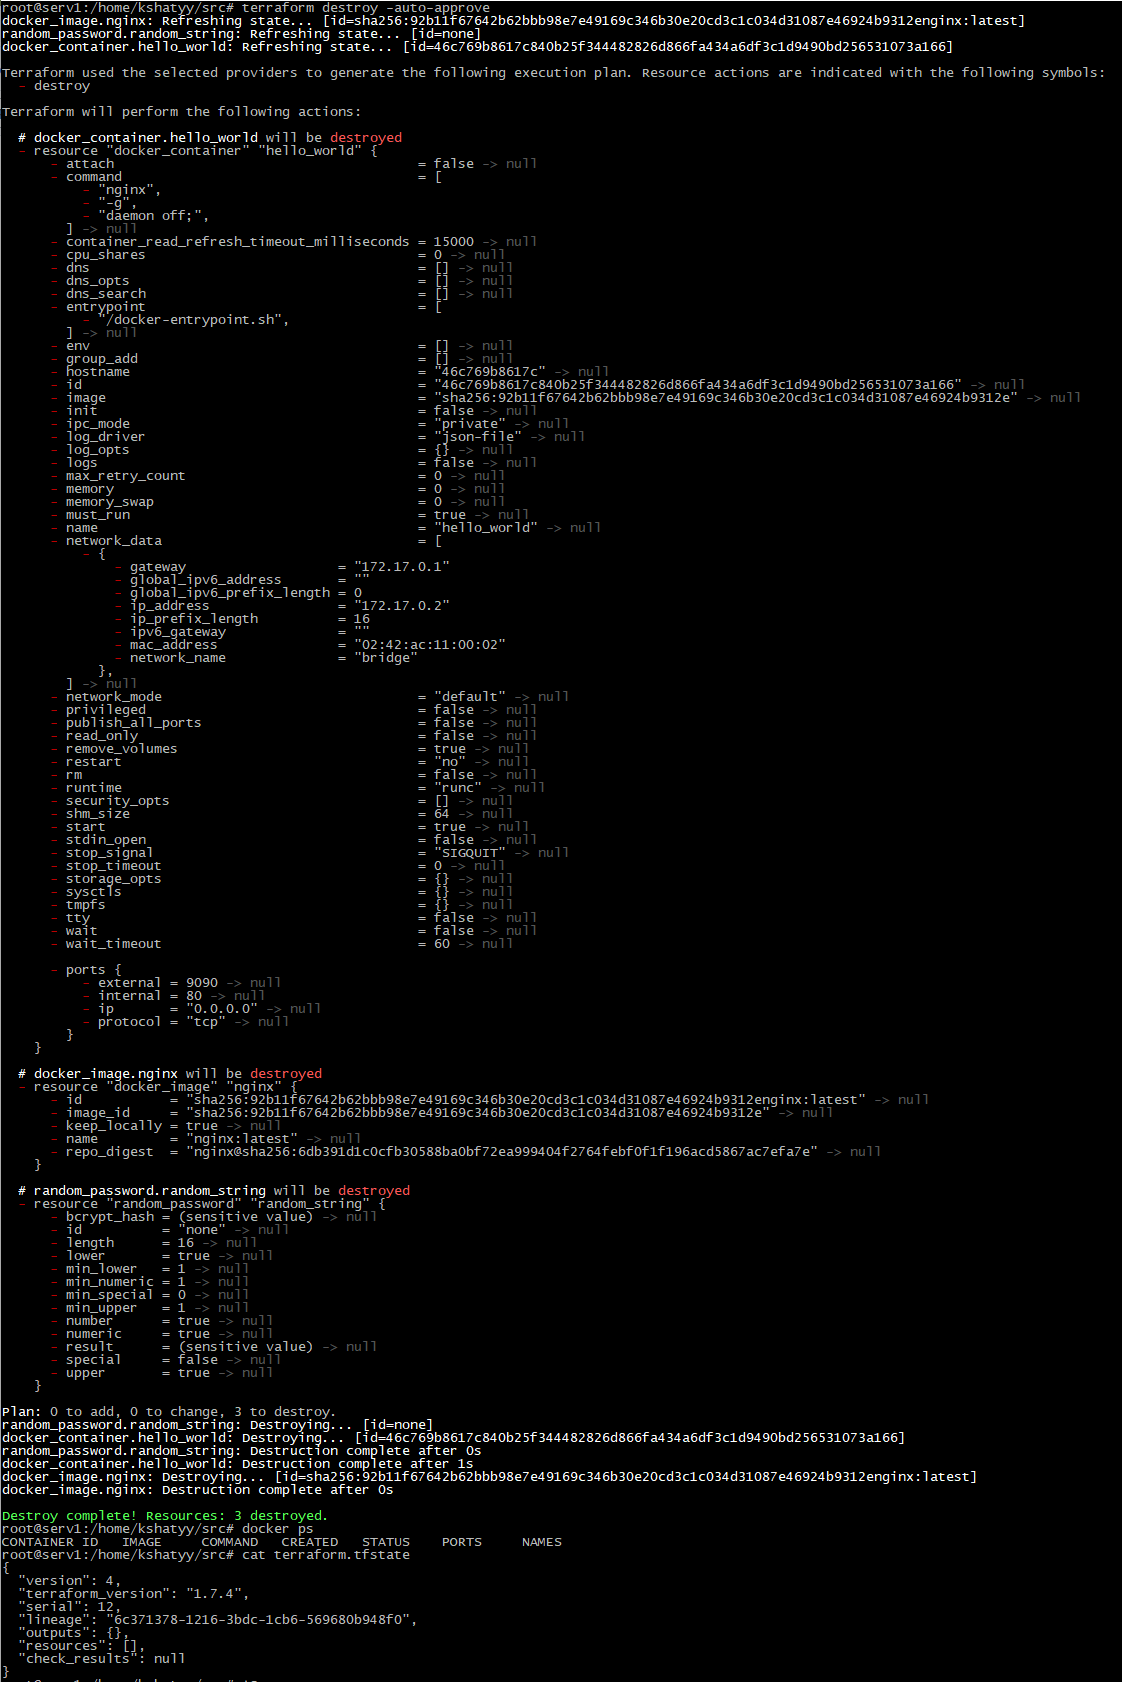 root@serv1:/home/kshatyy/src# terraform destroy -auto-approve
docker_image.nginx: Refreshing state... [id=sha256:92b11f67642b62bbb98e7e49169c346b30e20cd3c1c034d31087e46924b9312enginx:latest]
random_password.random_string: Refreshing state... [id=none]
docker_container.hello_world: Refreshing state... [id=46c769b8617c840b25f344482826d866fa434a6df3c1d9490bd256531073a166]
Terraform used the selected providers to generate the following execution plan. Resource actions are indicated with the following symbols:
- destroy
Terraform will perform the following actions:
# docker_container.hello_world will be destroyed
- resource "docker_container" "hello_world" {
- attach = false -> null
- command = [
- "nginx",
- "-g",
- "daemon off;",
] -> null
- container_read_refresh_timeout_milliseconds = 15000 -> null
- cpu_shares = 0 -> null
- dns = [] -> null
- dns_opts = [] -> null
- dns_search = [] -> null
- entrypoint = [
- "/docker-entrypoint.sh",
] -> null
- env = [] -> null
- group_add = [] -> null
- hostname = "46c769b8617c" -> null
- id = "46c769b8617c840b25f344482826d866fa434a6df3c1d9490bd256531073a166" -> null
- image = "sha256:92b11f67642b62bbb98e7e49169c346b30e20cd3c1c034d31087e46924b9312e" -> null
- init = false -> null
- ipc_mode = "private" -> null
- log_driver = "json-file" -> null
- log_opts = {} -> null
- logs = false -> null
- max_retry_count = 0 -> null
- memory = 0 -> null
- memory_swap = 0 -> null
- must_run = true -> null
- name = "hello_world" -> null
- network_data = [
- {
- gateway = "172.17.0.1"
- global_ipv6_address = ""
- global_ipv6_prefix_length = 0
- ip_address = "172.17.0.2"
- ip_prefix_length = 16
- ipv6_gateway = ""
- mac_address = "02:42:ac:11:00:02"
- network_name = "bridge"
},
] -> null
- network_mode = "default" -> null
- privileged = false -> null
- publish_all_ports = false -> null
- read_only = false -> null
- remove_volumes = true -> null
- restart = "no" -> null
- rm = false -> null
- runtime = "runc" -> null
- security_opts = [] -> null
- shm_size = 64 -> null
- start = true -> null
- stdin_open = false -> null
- stop_signal = "SIGQUIT" -> null
- stop_timeout = 0 -> null
- storage_opts = {} -> null
- sysctls = {} -> null
- tmpfs = {} -> null
- tty = false -> null
- wait = false -> null
- wait_timeout = 60 -> null
- ports {
- external = 9090 -> null
- internal = 80 -> null
- ip = "0.0.0.0" -> null
- protocol = "tcp" -> null
}
}
# docker_image.nginx will be destroyed
- resource "docker_image" "nginx" {
- id = "sha256:92b11f67642b62bbb98e7e49169c346b30e20cd3c1c034d31087e46924b9312enginx:latest" -> null
- image_id = "sha256:92b11f67642b62bbb98e7e49169c346b30e20cd3c1c034d31087e46924b9312e" -> null
- keep_locally = true -> null
- name = "nginx:latest" -> null
- repo_digest = "nginx@sha256:6db391d1c0cfb30588ba0bf72ea999404f2764febf0f1f196acd5867ac7efa7e" -> null
}
# random_password.random_string will be destroyed
- resource "random_password" "random_string" {
- bcrypt_hash = (sensitive value) -> null
- id = "none" -> null
- length = 16 -> null
- lower = true -> null
- min_lower = 1 -> null
- min_numeric = 1 -> null
- min_special = 0 -> null
- min_upper = 1 -> null
- number = true -> null
- numeric = true -> null
- result = (sensitive value) -> null
- special = false -> null
- upper = true -> null
}
Plan: 0 to add, 0 to change, 3 to destroy.
random_password.random_string: Destroying... [id=none]
docker_container.hello_world: Destroying... [id=46c769b8617c840b25f344482826d866fa434a6df3c1d9490bd256531073a166]
random_password.random_string: Destruction complete after 0s
docker_container.hello_world: Destruction complete after 1s
docker_image.nginx: Destroying... [id=sha256:92b11f67642b62bbb98e7e49169c346b30e20cd3c1c034d31087e46924b9312enginx:latest]
docker_image.nginx: Destruction complete after 0s
Destroy complete! Resources: 3 destroyed.
root@serv1:/home/kshatyy/src# docker ps
CONTAINER ID IMAGE COMMAND CREATED STATUS PORTS NAMES
root@serv1:/home/kshatyy/src# cat terraform.tfstate
{
"version": 4,
"terraform_version": "1.7.4",
"serial": 12,
"lineage": "6c371378-1216-3bdc-1cb6-569680b948f0",
"outputs": {},
"resources": [],
"check_results": null
}